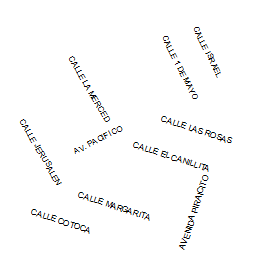 CALLE ISRAEL
CALLE 1 DE MAYO
CALLE LA MERCED
CALLE LAS ROSAS
AV. PACIFICO
CALLE EL CANILLITA
CALLE JERUSALEN
AVENIDA PIRAICITO
CALLE MARGARITA
CALLE COTOCA